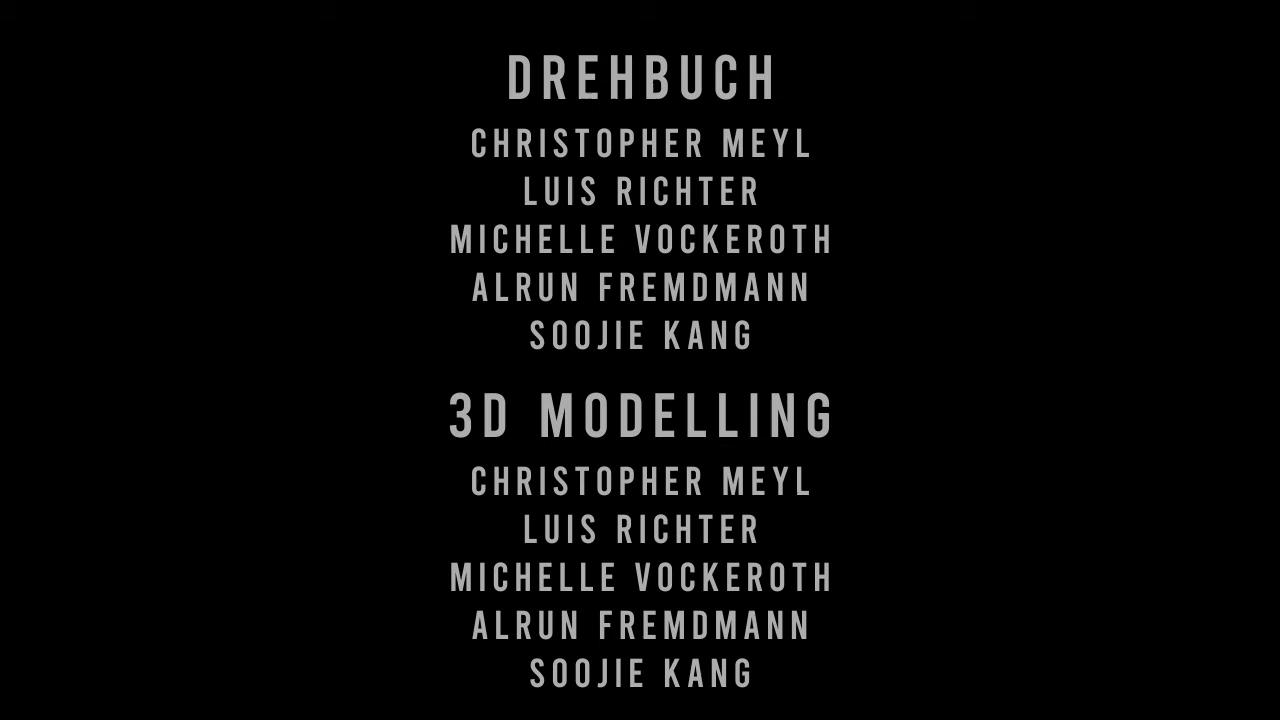 DREHBUCH
CHRISTOPHER MEYL
LUIS RICHTER
MICHELLE VOCKEROTH
ALRUN FREMDMANN
SOOJIE KANG
3D MODELLING
CHRISTOPHER MEYL
LUIS RICHTER
MICHELLE VOCKEROTH
ALRUN FREMDMANN
SOOJIE KANG